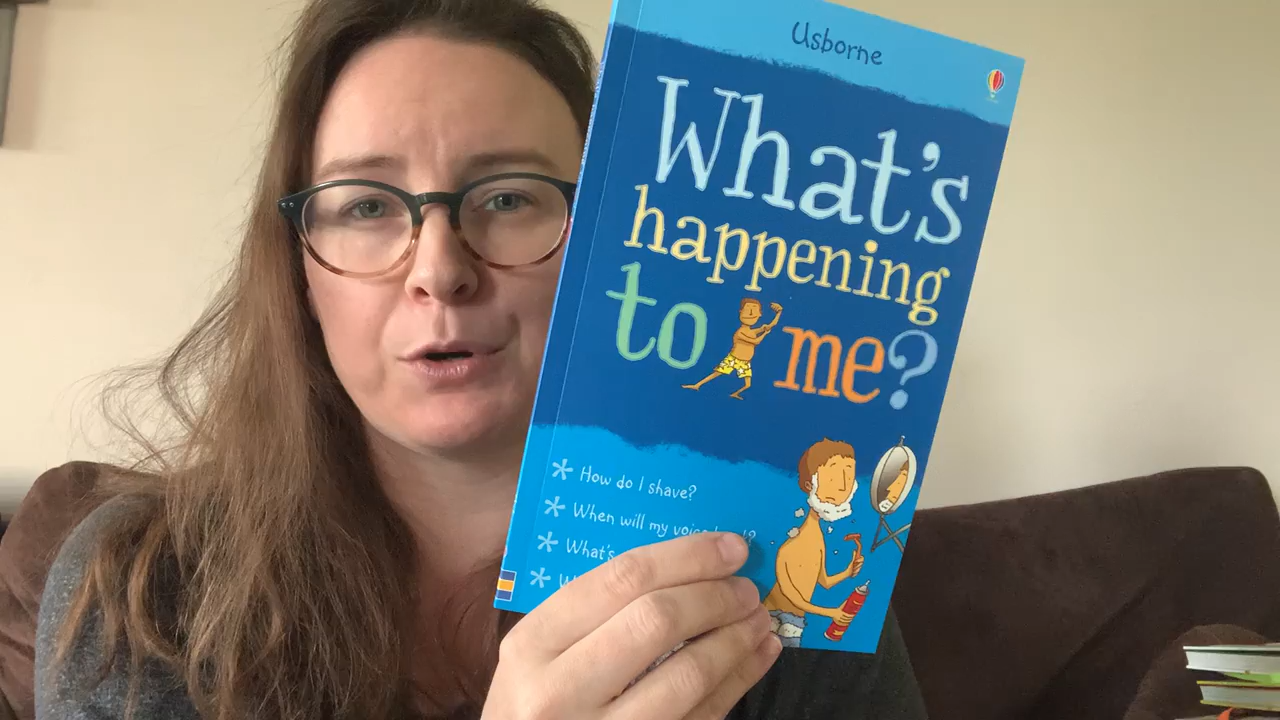 Usborne
What's
happening
to me?
* How do I shave?
* When will my voice
* What's